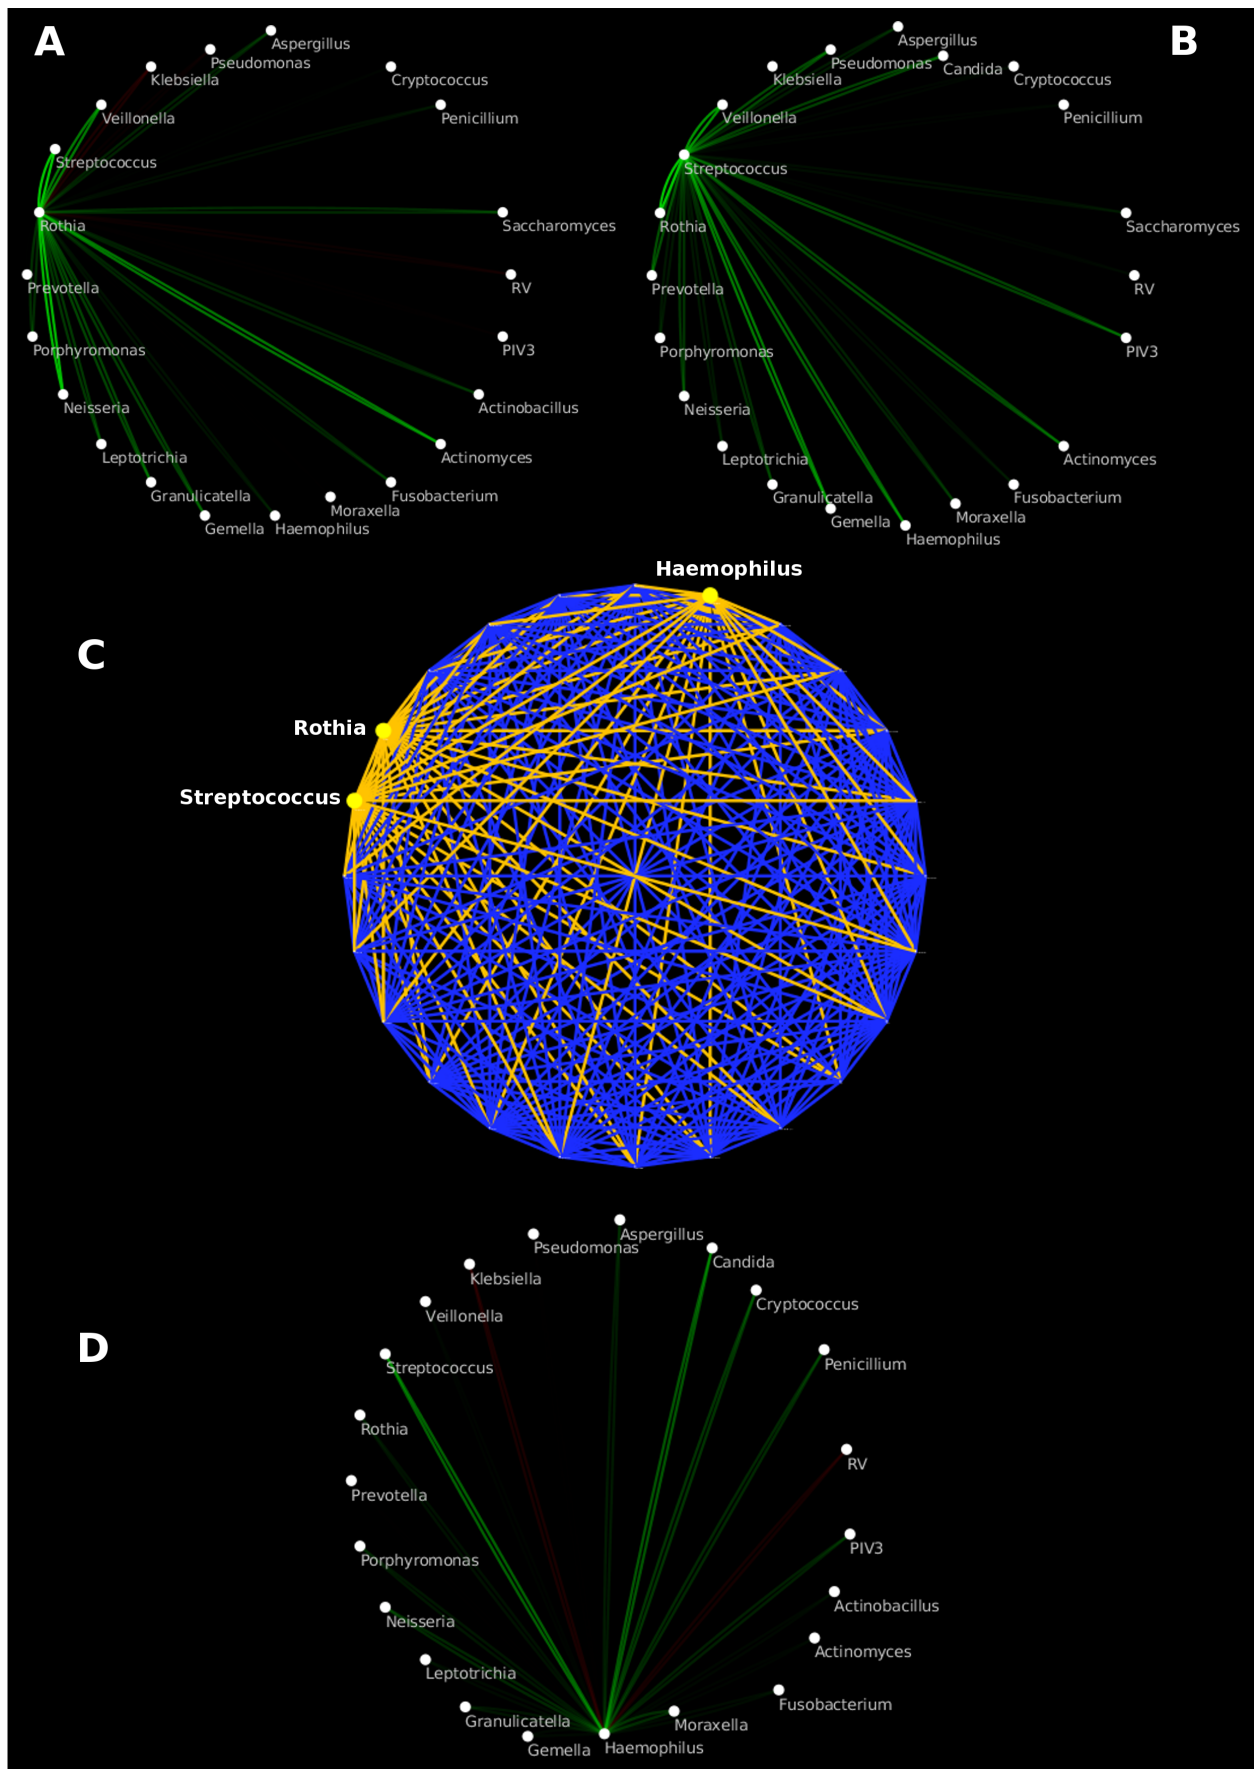 A
Aspergillus
Pseudomonas
Klebsiella
Cryptococcus
Veillonella
Penicillium
Streptococcus
Rothia
Saccharomyces
Prevotella
RV
Porphyromonas
PIV3
Neisseria
Actinobacillus
Leptotrichia
Actinomyces
Granulicatella
Fusobacterium
Moraxella
Gemella
Haemophilus
B
Aspergillus
Pseudomonas
Candida
Klebsiella
Cryptococcus
Veillonella
Penicillium
Streptococcus
Rothia
Saccharomyces
Prevotella
RV
Porphyromonas
PIV3
Neisseria
Leptotrichia
Actinomyces
Granulicatella
Fusobacterium
Gemella
Moraxella
Haemophilus
C
Haemophilus
Rothia
Streptococcus
D
Aspergillus
Pseudomonas
Candida
Klebsiella
Cryptococcus
Veillonella
Streptococcus
Penicillium
Rothia
RV
Prevotella
PIV3
Porphyromonas
Actinobacillus
Neisseria
Actinomyces
Leptotrichia
Fusobacterium
Granulicatella
Moraxella
Gemella
Haemophilus